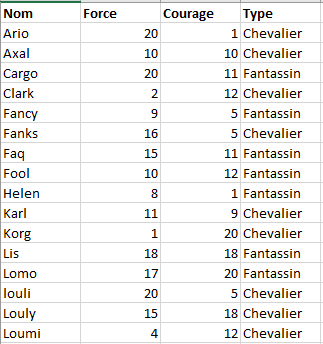 Nom Force Courage Type
Ario 20 1 Chevalier
Axal 10 10 Chevalier
Cargo 20 11 Fantassin
Clark 2 12 Chevalier
Fancy 9 5 Fantassin
Fanks 16 5 Chevalier
Faq 15 11 Fantassin
Fool 10 12 Fantassin
Helen 8 1 Fantassin
Karl 11 9 Chevalier
Korg 1 20 Chevalier
Lis 18 18 Fantassin
Lomo 17 20 Fantassin
louli 20 5 Chevalier
Louly 15 18 Chevalier
Loumi 4 12 Chevalier